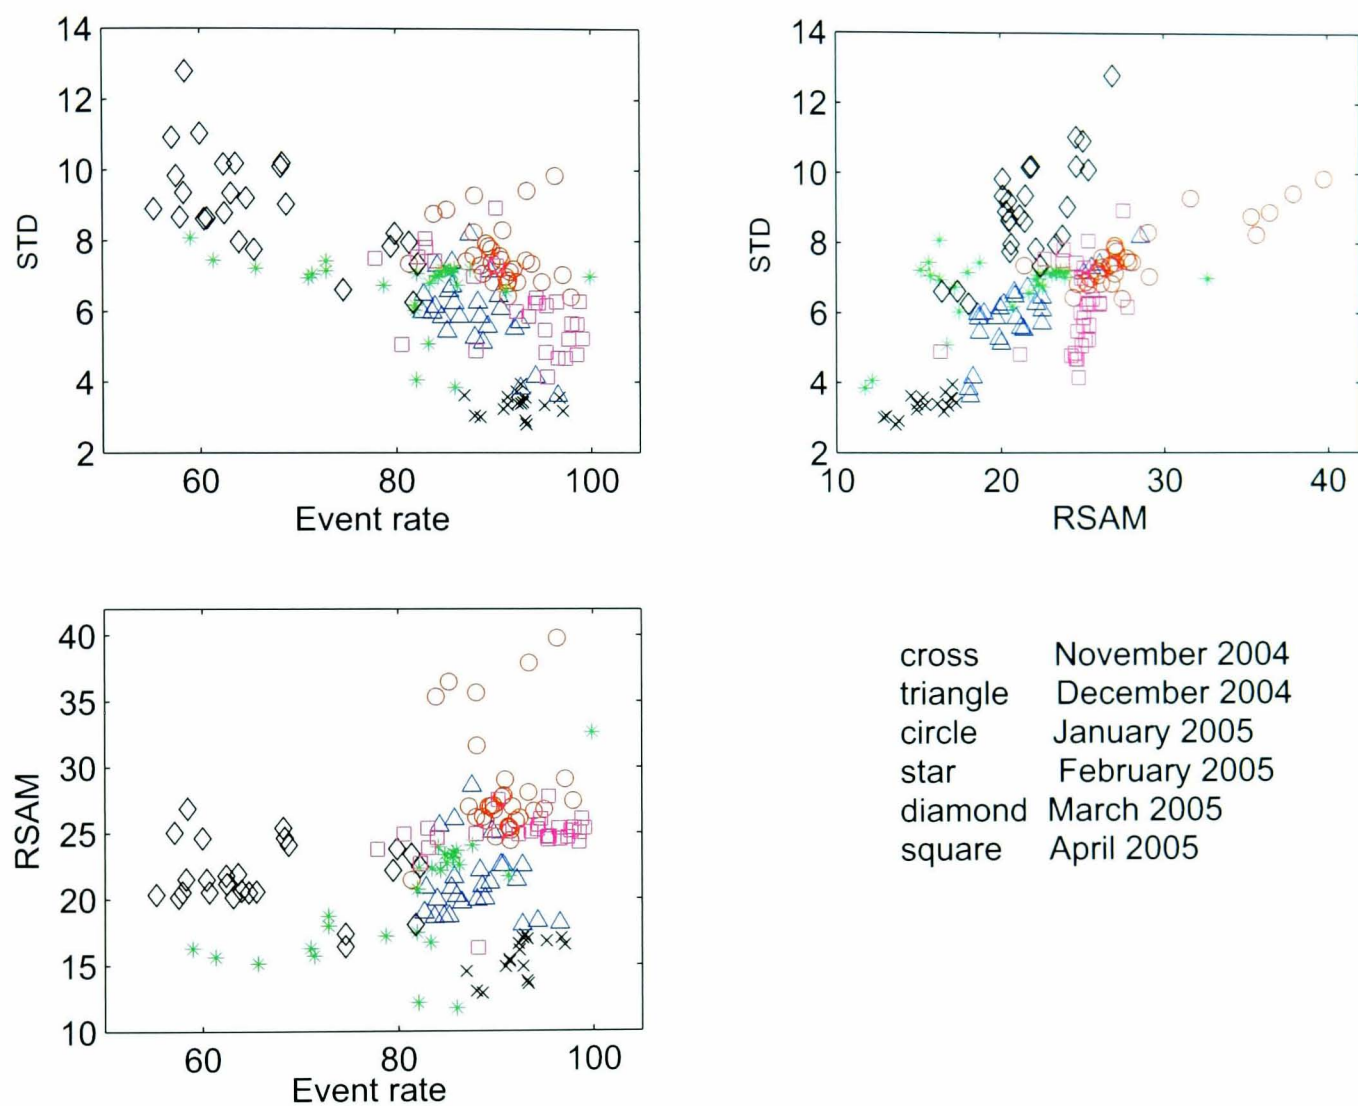 14
12
10
8
6
4
2
STD
60 80 100
Event rate
14
12
10
8
6
4
2
STD
10 20 30 40
RSAM
40
35
30
25
20
15
10
RSAM
60 80 100
Event rate
cross November 2004
triangle December 2004
circle January 2005
star February 2005
diamond March 2005
square April 2005